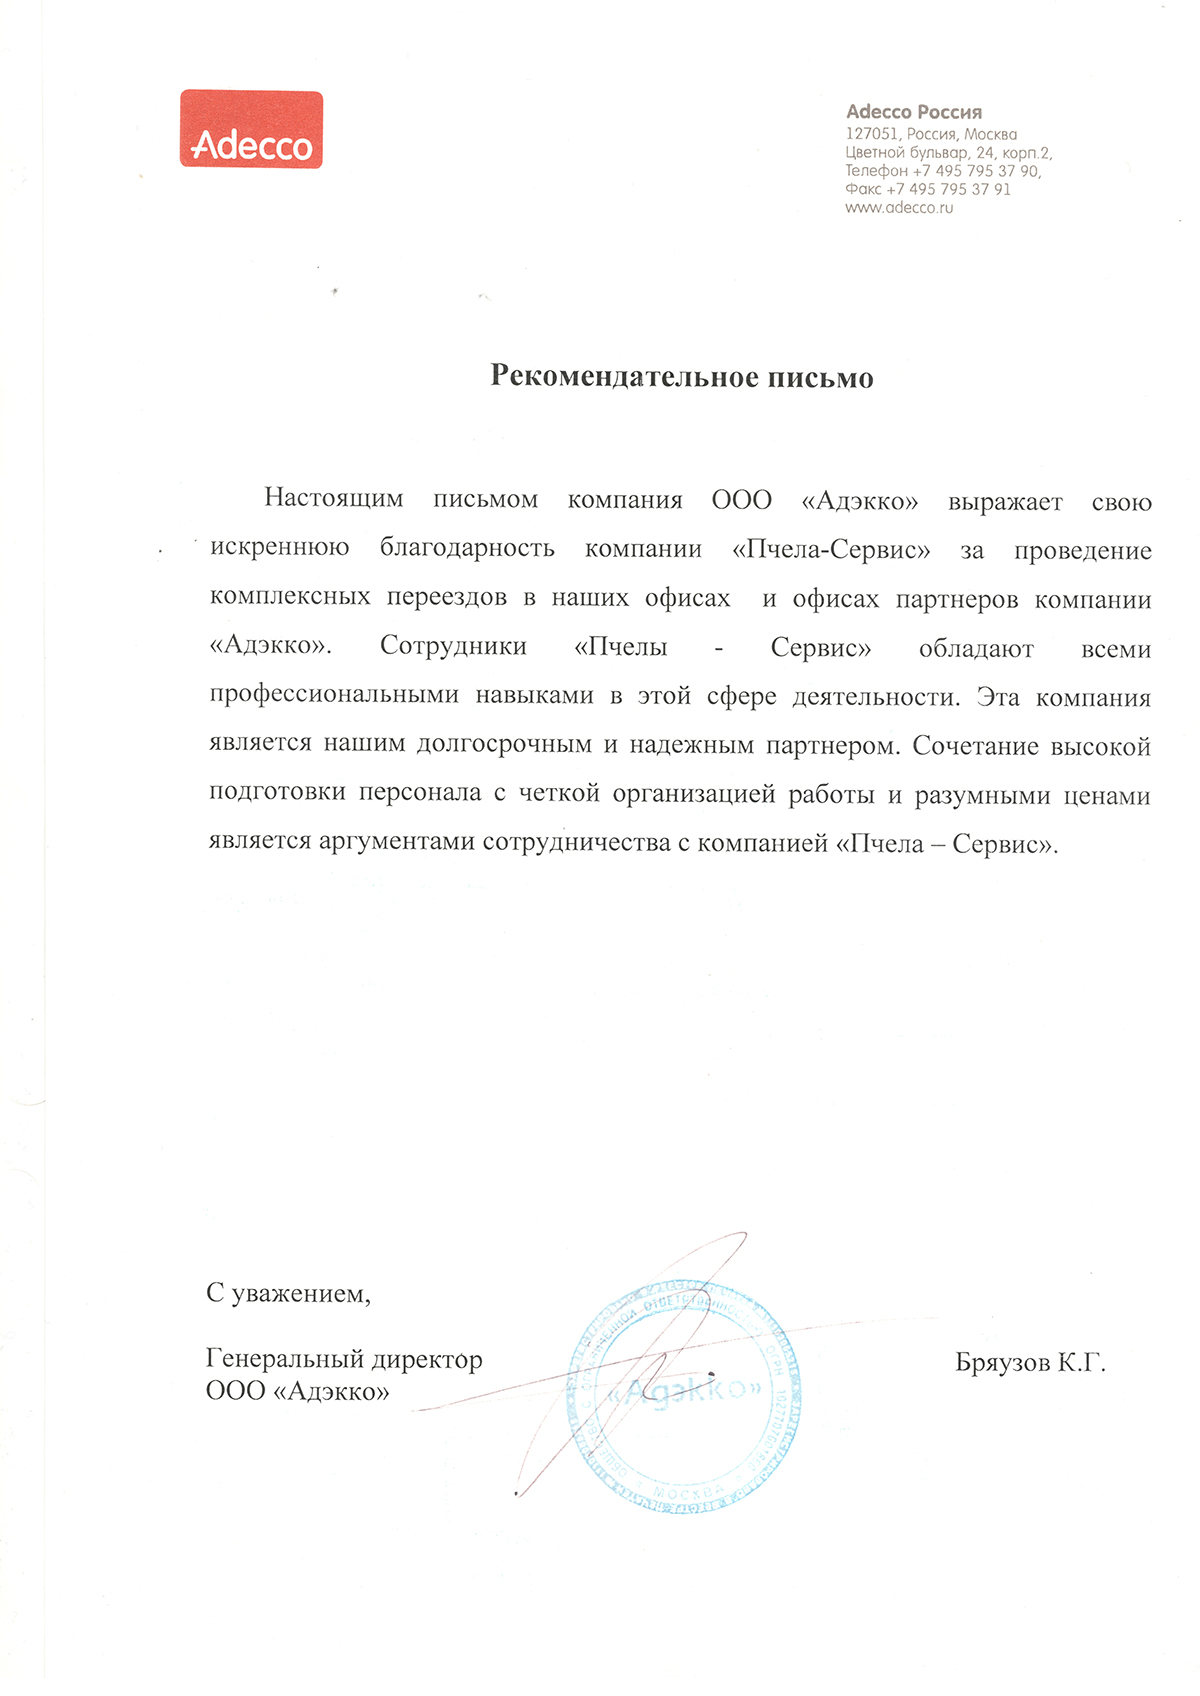 Adecco
Adecco Россия
127051, Россия, Москва
Цветной бульвар, 24, корп.2,
Телефон +7 495 795 37 90,
Факс +7 495 795 37 91
www.adecco.ru
Рекомендательное письмо
Настоящим письмом компания ООО «Адэкко» выражает свою
искреннюю благодарность компании «Пчела-Сервис» за проведение
комплексных переездов в наших офисах и офисах партнеров компании
«Адэкко». Сотрудники «Пчелы - Сервис» обладают всеми
профессиональными навыками в этой сфере деятельности. Эта компания
является нашим долгосрочным и надежным партнером. Сочетание высокой
подготовки персонала с четкой организацией работы и разумными ценами
является аргументами сотрудничества с компанией «Пчела – Сервис».
С уважением,
Генеральный директор
ООО «Адэкко»
Бряузов К.Г.
ОБЩЕСТВО С ОГРАНИЧЕННОЙ ОТВЕТСТВЕННОСТЬЮ ОГРН
* МОСКВА *
«Адэкко»